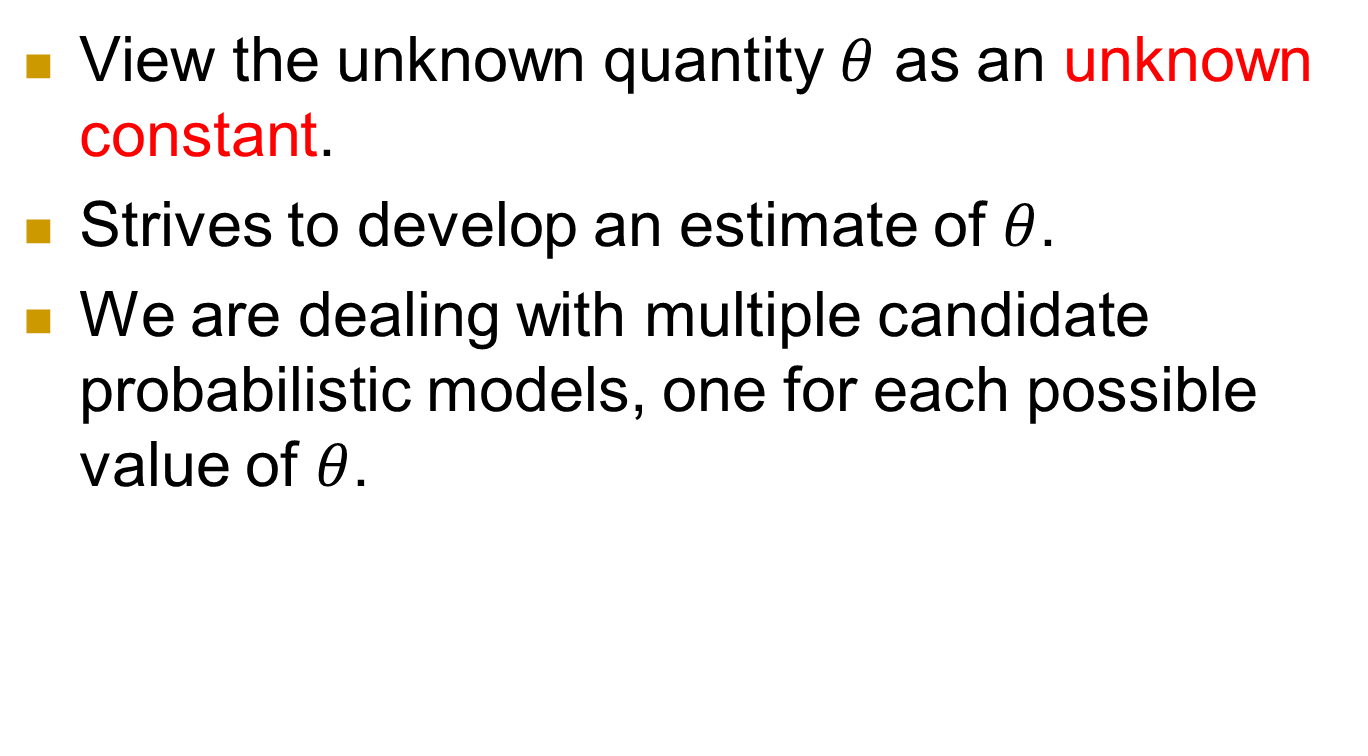 View the unknown quantity θ as an unknown
constant.
Strives to develop an estimate of θ.
We are dealing with multiple candidate
probabilistic models, one for each possible
value of θ.